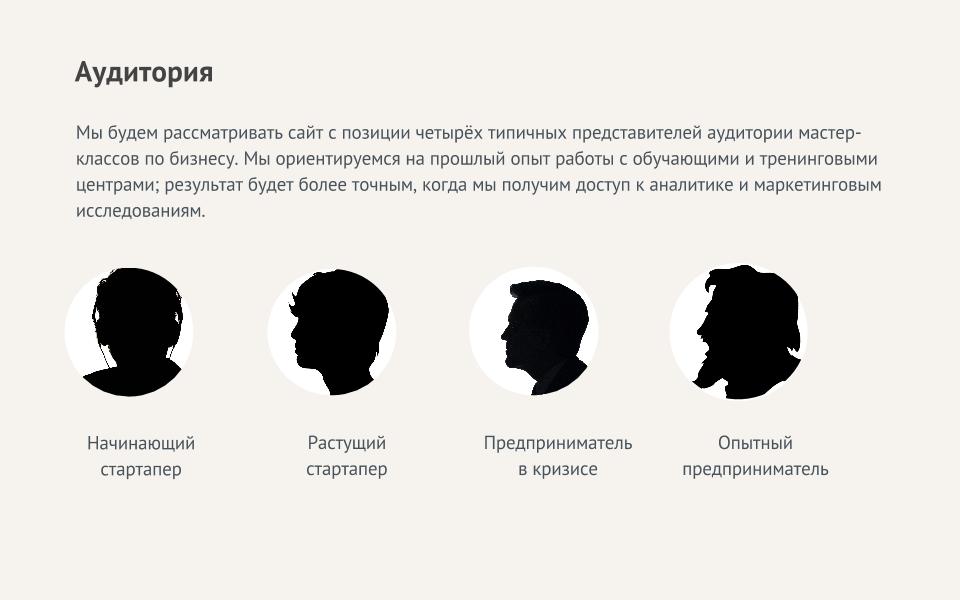 Аудитория
Мы будем рассматривать сайт с позиции четырёх типичных представителей аудитории мастер-
классов по бизнесу. Мы ориентируемся на прошлый опыт работы с обучающими и тренинговыми
центрами; результат будет более точным, когда мы получим доступ к аналитике и маркетинговым
исследованиям.
Начинающий
стартапер
Растущий
стартапер
Предприниматель
в кризисе
Опытный
предприниматель